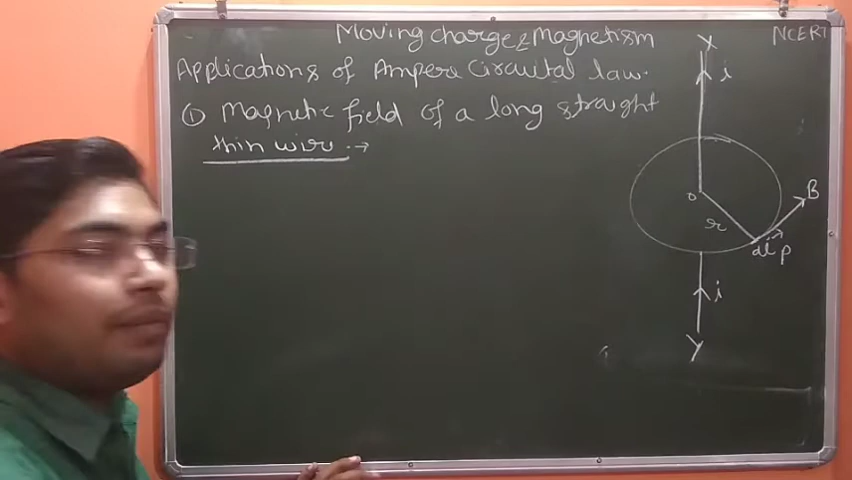 Moving charge & Magnetism
NCERT
Applications of Ampere Circuital law.
① Magnetic field of a long straight
thin wire :→
X
i
O
r
B
dl
P
i
Y